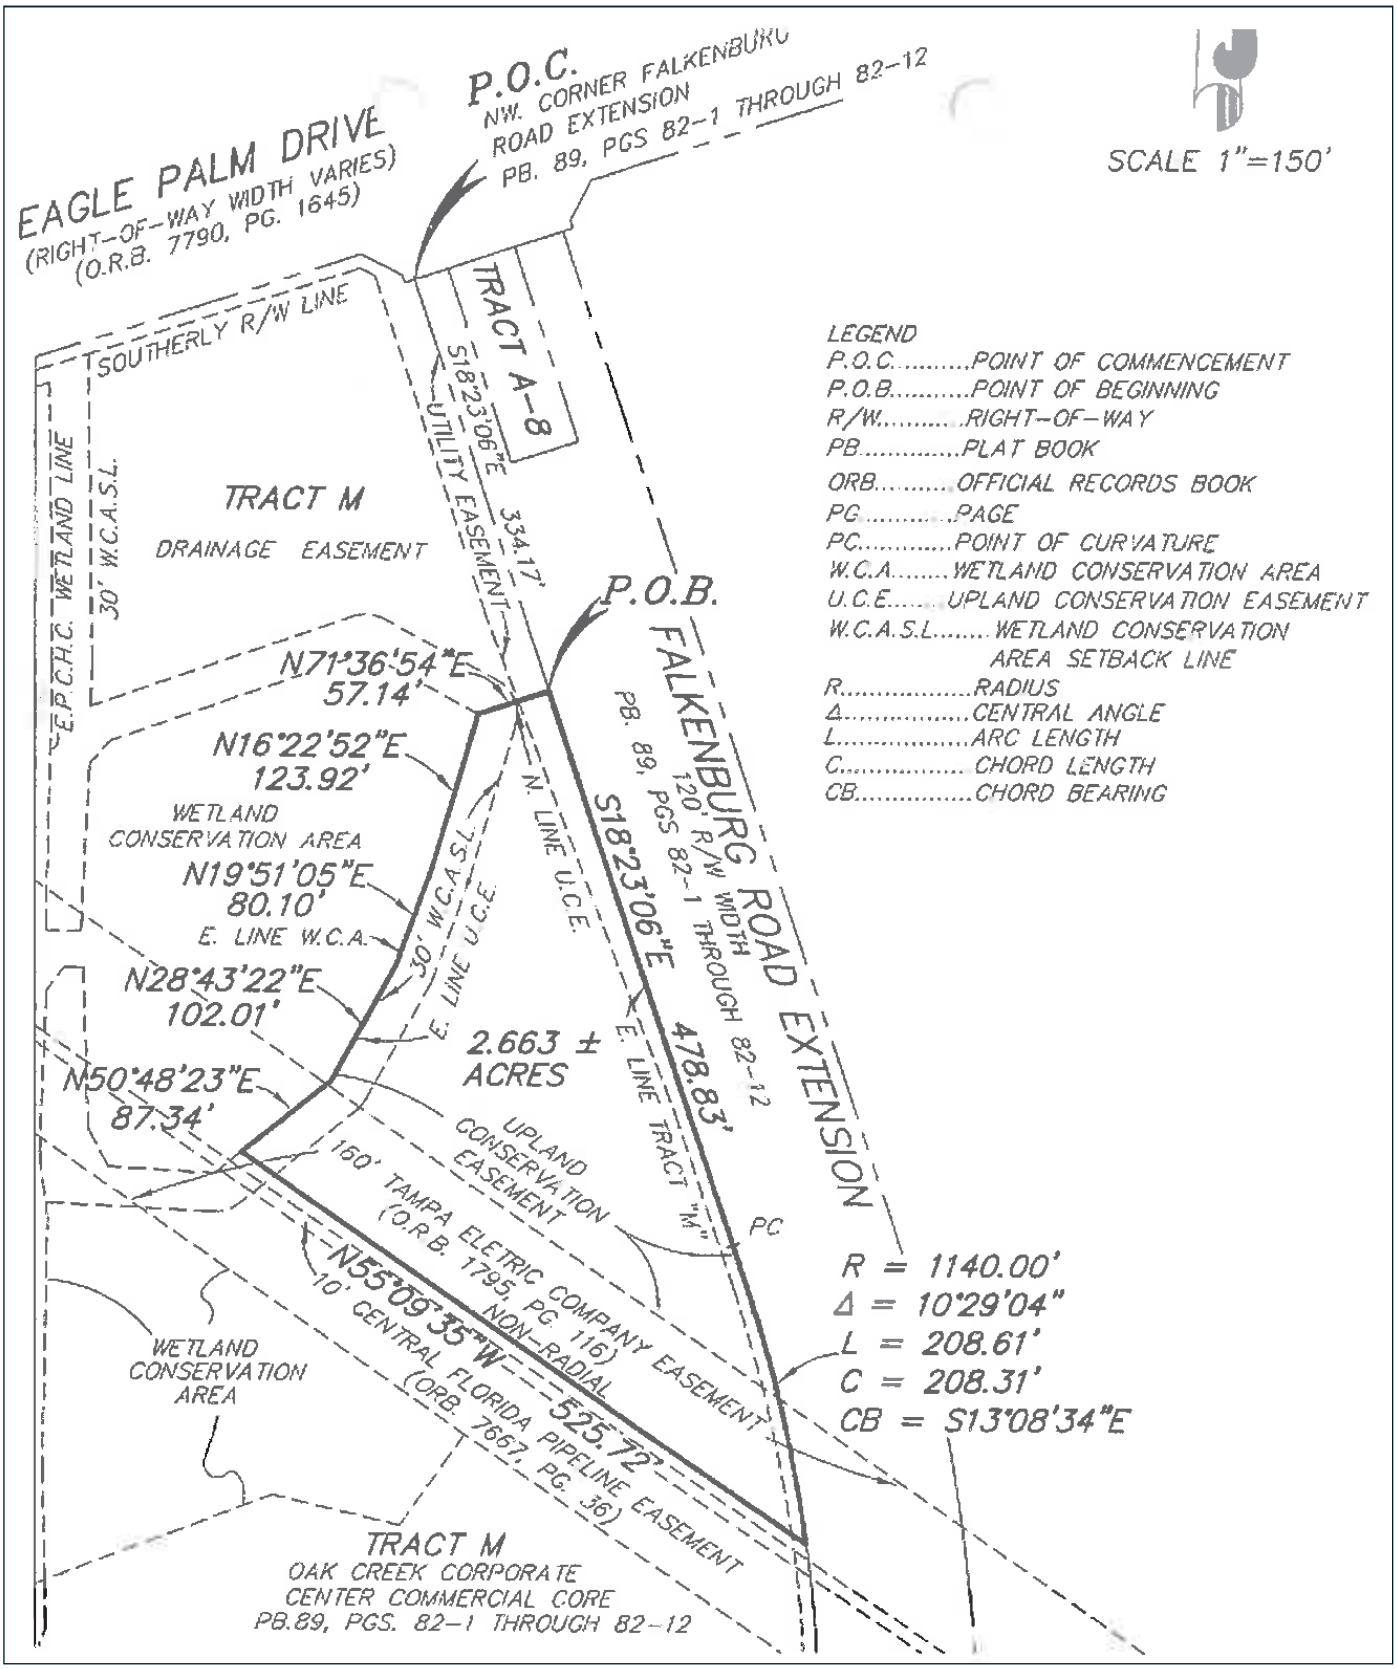 P.O.C.
NW. CORNER FALKENBURG
ROAD EXTENSION
PB. 89, PGS 82-1 THROUGH 82-12
EAGLE PALM DRIVE
(RIGHT-OF-WAY WIDTH VARIES)
(O.R.B. 7790, PG. 1645)
SCALE 1"=150'
SOUTHERLY R/W LINE
TRACT A-8
S18°23'06"E 334.17'
UTILITY EASEMENT
E.P.C.H.C. WETLAND LINE
30' W.C.A.S.L.
TRACT M
DRAINAGE EASEMENT
LEGEND
P.O.C...........POINT OF COMMENCEMENT
P.O.B...........POINT OF BEGINNING
R/W...........RIGHT-OF-WAY
PB.............PLAT BOOK
ORB..........OFFICIAL RECORDS BOOK
PG............PAGE
PC............POINT OF CURVATURE
W.C.A........WETLAND CONSERVATION AREA
U.C.E.......UPLAND CONSERVATION EASEMENT
W.C.A.S.L.......WETLAND CONSERVATION
AREA SETBACK LINE
R................RADIUS
Δ................CENTRAL ANGLE
L................ARC LENGTH
C................CHORD LENGTH
CB...............CHORD BEARING
P.O.B.
N71°36'54"E
57.14'
N16°22'52"E
123.92'
WETLAND
CONSERVATION AREA
N19°51'05"E
80.10'
E. LINE W.C.A.
N28°43'22"E
102.01'
N50°48'23"E
87.34'
30' W.C.A.S.L.
E. LINE U.C.E.
N. LINE U.C.E.
2.663 ±
ACRES
S18°23'06"E 478.83'
E. LINE TRACT "M"
FALKENBURG ROAD EXTENSION
120' R/W WIDTH
PB. 89, PGS 82-1 THROUGH 82-12
UPLAND
CONSERVATION
EASEMENT
PC
160' TAMPA ELETRIC COMPANY EASEMENT
(O.R.B. 1795, PG. 116)
NON-RADIAL
N55°09'35"W 525.72'
10' CENTRAL FLORIDA PIPELINE EASEMENT
(ORB. 7667, PG. 36)
R = 1140.00'
Δ = 10°29'04"
L = 208.61'
C = 208.31'
CB = S13°08'34"E
WETLAND
CONSERVATION
AREA
TRACT M
OAK CREEK CORPORATE
CENTER COMMERCIAL CORE
PB.89, PGS. 82-1 THROUGH 82-12